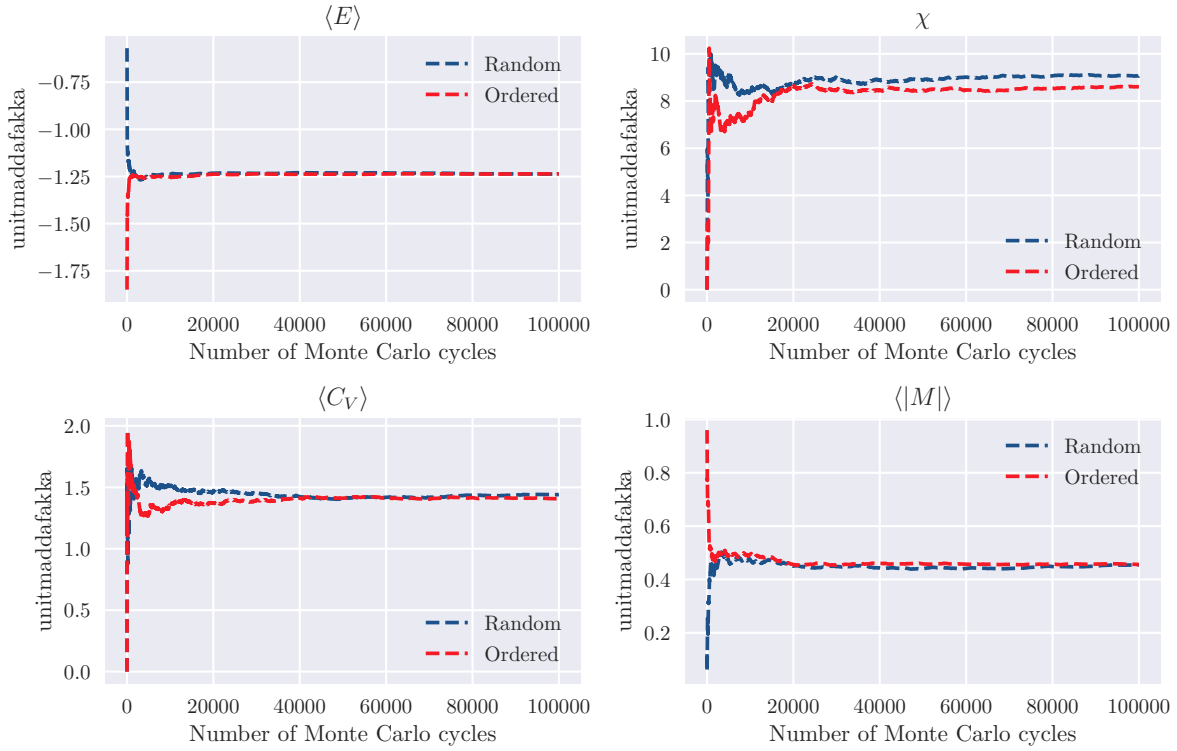 ⟨E⟩
unitmaddafakka
−0.75
−1.00
−1.25
−1.50
−1.75
Random
Ordered
0 20000 40000 60000 80000 100000
Number of Monte Carlo cycles
χ
unitmaddafakka
10
8
6
4
2
0
Random
Ordered
0 20000 40000 60000 80000 100000
Number of Monte Carlo cycles
⟨C_V⟩
unitmaddafakka
2.0
1.5
1.0
0.5
0.0
Random
Ordered
0 20000 40000 60000 80000 100000
Number of Monte Carlo cycles
⟨|M|⟩
unitmaddafakka
1.0
0.8
0.6
0.4
0.2
Random
Ordered
0 20000 40000 60000 80000 100000
Number of Monte Carlo cycles